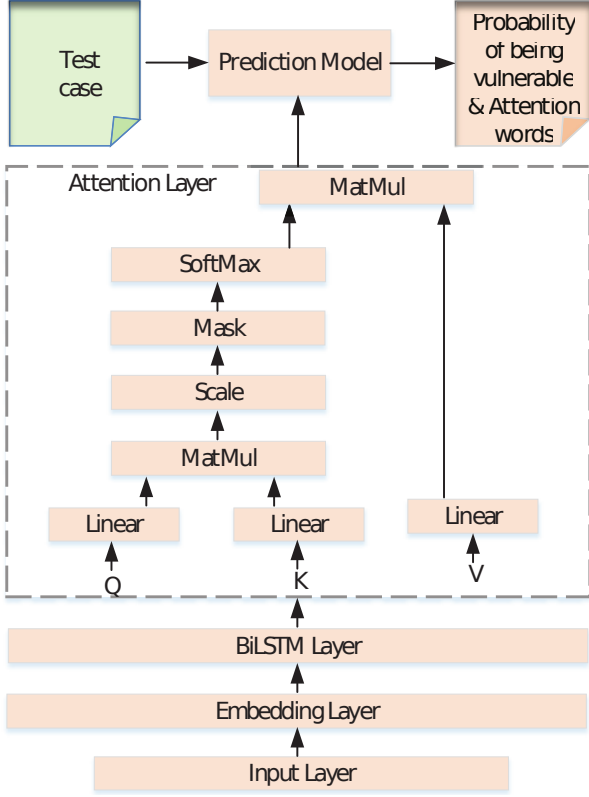 Test
case
Prediction Model
Probability
of being
vulnerable
& Attention
words
Attention Layer
MatMul
SoftMax
Mask
Scale
MatMul
Linear
Linear
Linear
Q
K
V
BiLSTM Layer
Embedding Layer
Input Layer